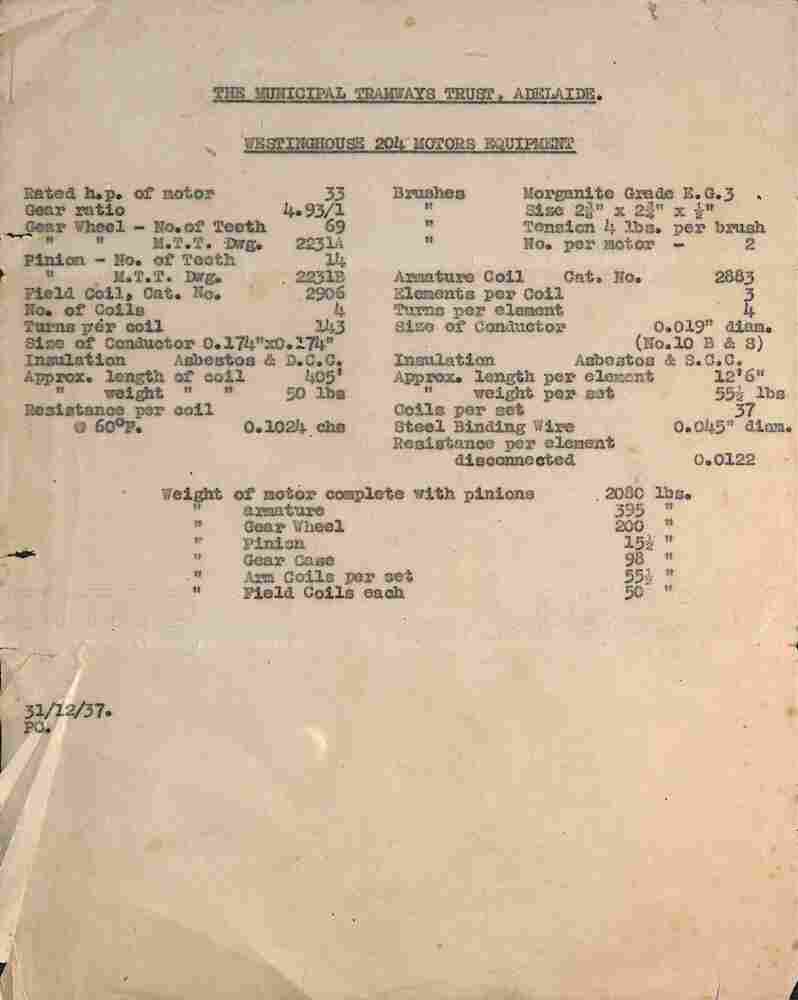 THE MUNICIPAL TRAMWAYS TRUST, ADELAIDE.
WESTINGHOUSE 204 MOTORS EQUIPMENT
Rated h.p. of motor 33
Gear ratio 4.93/1
Gear Wheel - No. of Teeth 69
" " M.T.T. Dwg. 2231A
Pinion - No. of Teeth 14
" M.T.T. Dwg. 2231B
Field Coil, Cat. No. 2906
No. of Coils 4
Turns per coil 143
Size of Conductor 0.174"x0.174"
Insulation Asbestos & D.C.C.
Approx. length of coil 405'
" weight " " 50 lbs
Resistance per coil
@ 60°F. 0.1024 ohs
Brushes Morganite Grade E.G.3 .
" Size 2¾" x 2¾" x ½"
" Tension 4 lbs. per brush
" No. per motor - 2
Armature Coil Cat. No. 2883
Elements per Coil 3
Turns per element 4
Size of Conductor 0.019" diam.
(No.10 B & S)
Insulation Asbestos & S.C.C.
Approx. length per element 12'6"
" weight per set 55½ lbs
Coils per set 37
Steel Binding Wire 0.045" diam.
Resistance per element
disconnected 0.0122
Weight of motor complete with pinions 2080 lbs.
" armature 395 "
" Gear Wheel 200 "
" Pinion 15½ "
" Gear Case 98 "
" Arm Coils per set 55½ "
" Field Coils each 50 "
31/12/37.
PO.